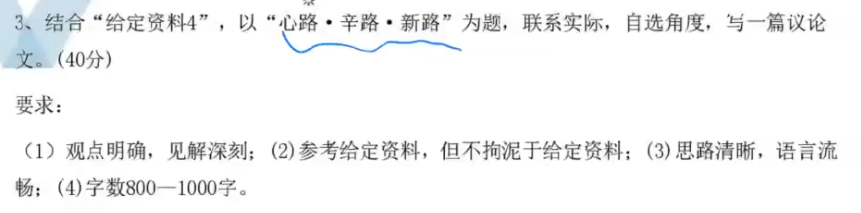 3、结合“给定资料4”，以“心路·辛路·新路”为题，联系实际，自选角度，写一篇议论
文。(40分)
要求：
（1）观点明确，见解深刻；(2)参考给定资料，但不拘泥于给定资料；(3)思路清晰，语言流
畅；(4)字数800—1000字。